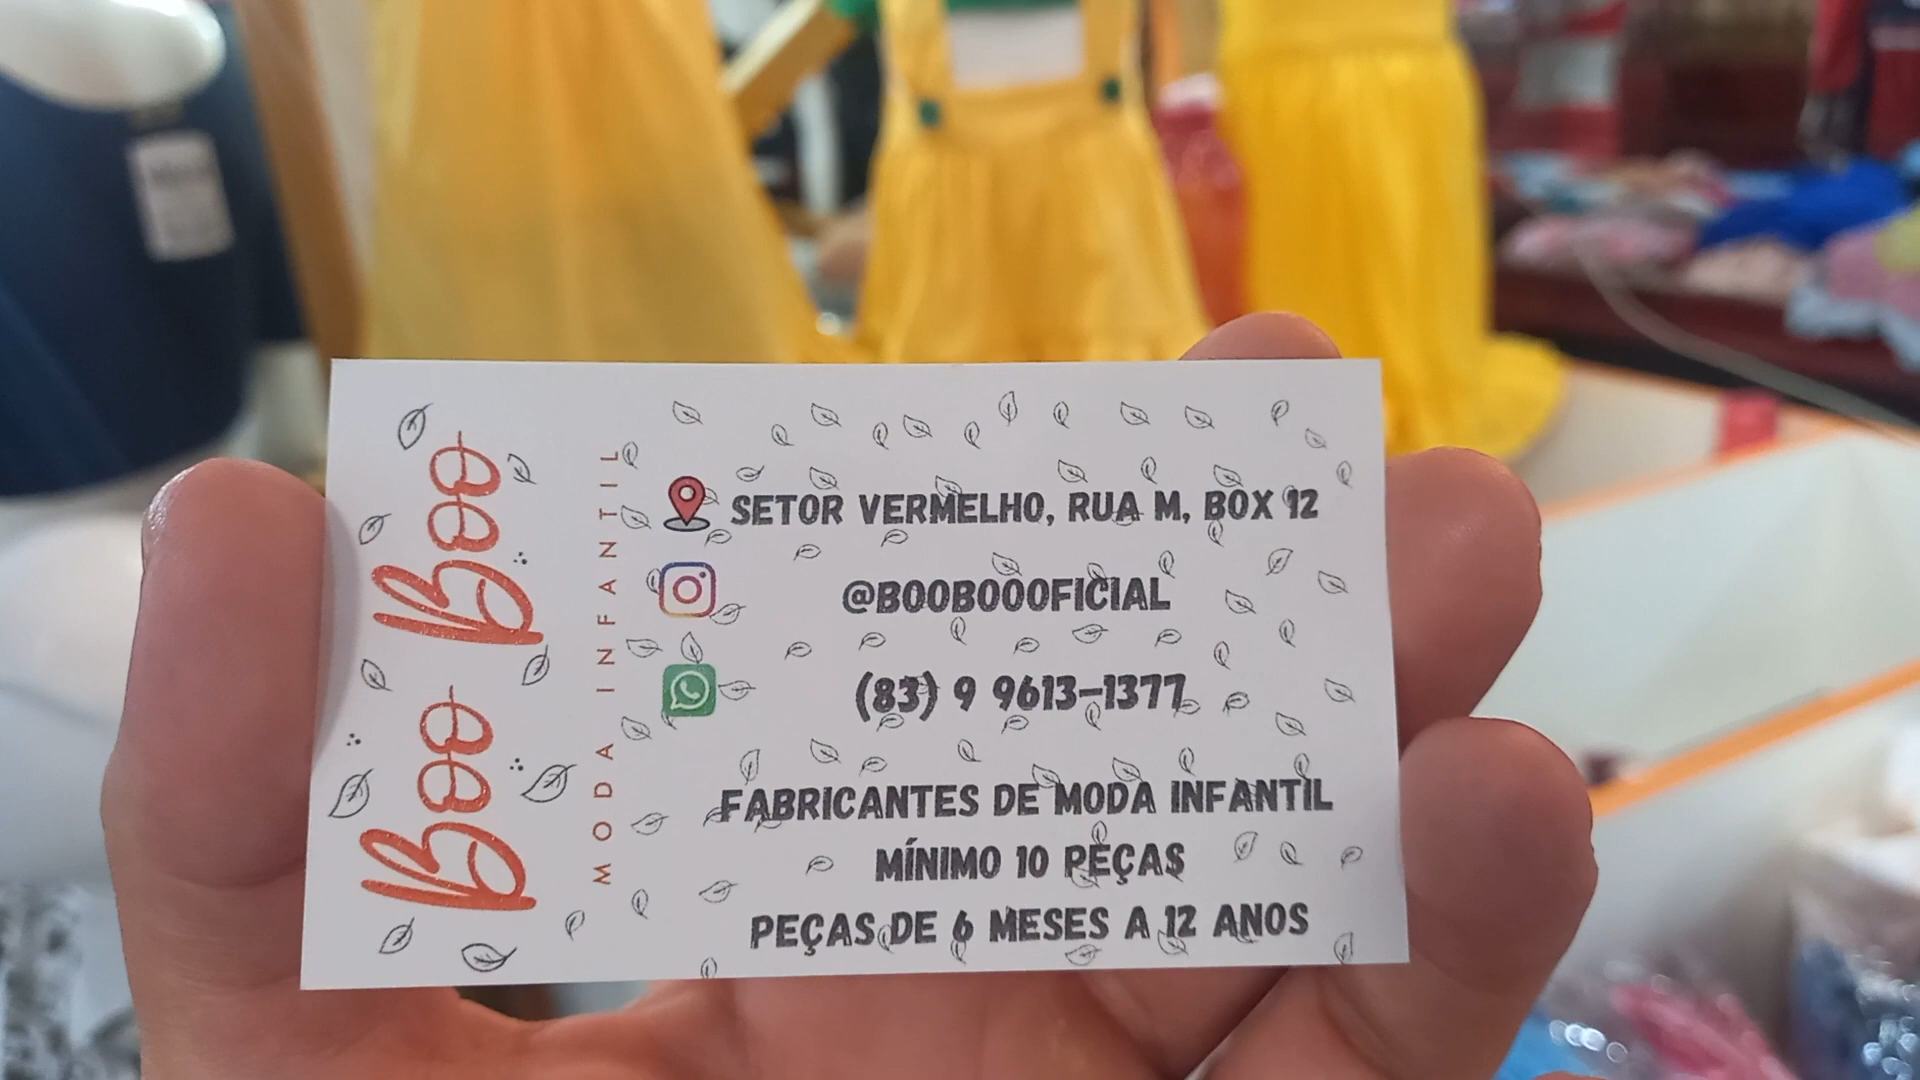 Boo Boo
MODA INFANTIL
SETOR VERMELHO, RUA M, BOX 12
@BOOBOOOFICIAL
(83) 9 9613-1377
FABRICANTES DE MODA INFANTIL
MÍNIMO 10 PEÇAS
PEÇAS DE 6 MESES A 12 ANOS